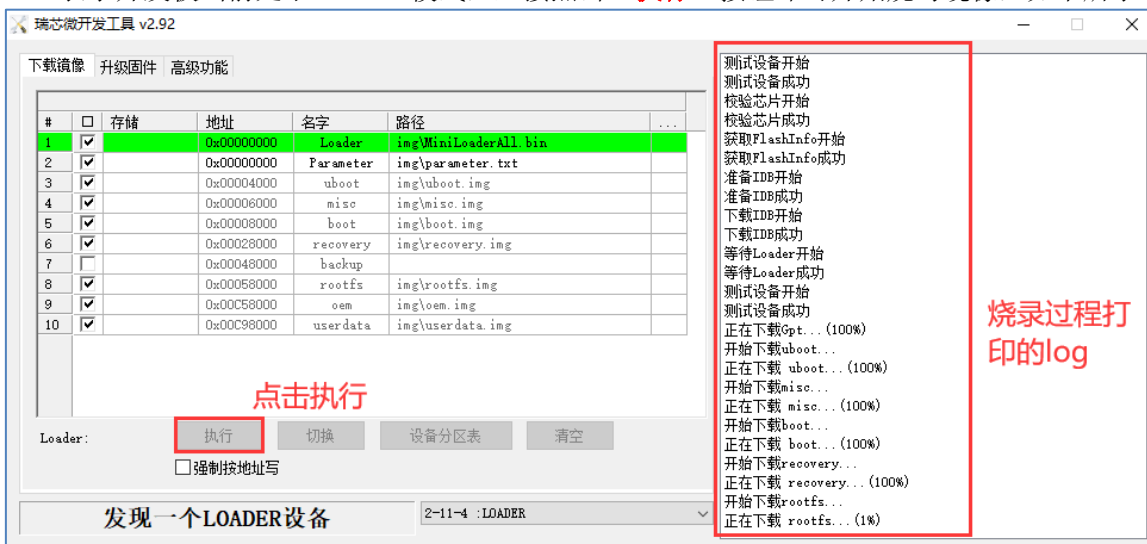 瑞芯微开发工具 v2.92
下载镜像 升级固件 高级功能
# 存储 地址 名字 路径 ...
1 0x00000000 Loader img\MiniLoaderAll.bin
2 0x00000000 Parameter img\parameter.txt
3 0x00004000 uboot img\uboot.img
4 0x00006000 misc img\misc.img
5 0x00008000 boot img\boot.img
6 0x00028000 recovery img\recovery.img
7 0x00048000 backup
8 0x00058000 rootfs img\rootfs.img
9 0x00C58000 oem img\oem.img
10 0x00C98000 userdata img\userdata.img
点击执行
Loader: 执行 切换 设备分区表 清空
强制按地址写
发现一个LOADER设备 2-11-4 :LOADER
测试设备开始
测试设备成功
校验芯片开始
校验芯片成功
获取FlashInfo开始
获取FlashInfo成功
准备IDB开始
准备IDB成功
下载IDB开始
下载IDB成功
等待Loader开始
等待Loader成功
测试设备开始
测试设备成功
正在下载Gpt...(100%)
开始下载uboot...
正在下载 uboot...(100%)
开始下载misc...
正在下载 misc...(100%)
开始下载boot...
正在下载 boot...(100%)
开始下载recovery...
正在下载 recovery...(100%)
开始下载rootfs...
正在下载 rootfs...(1%)
烧录过程打
印的log